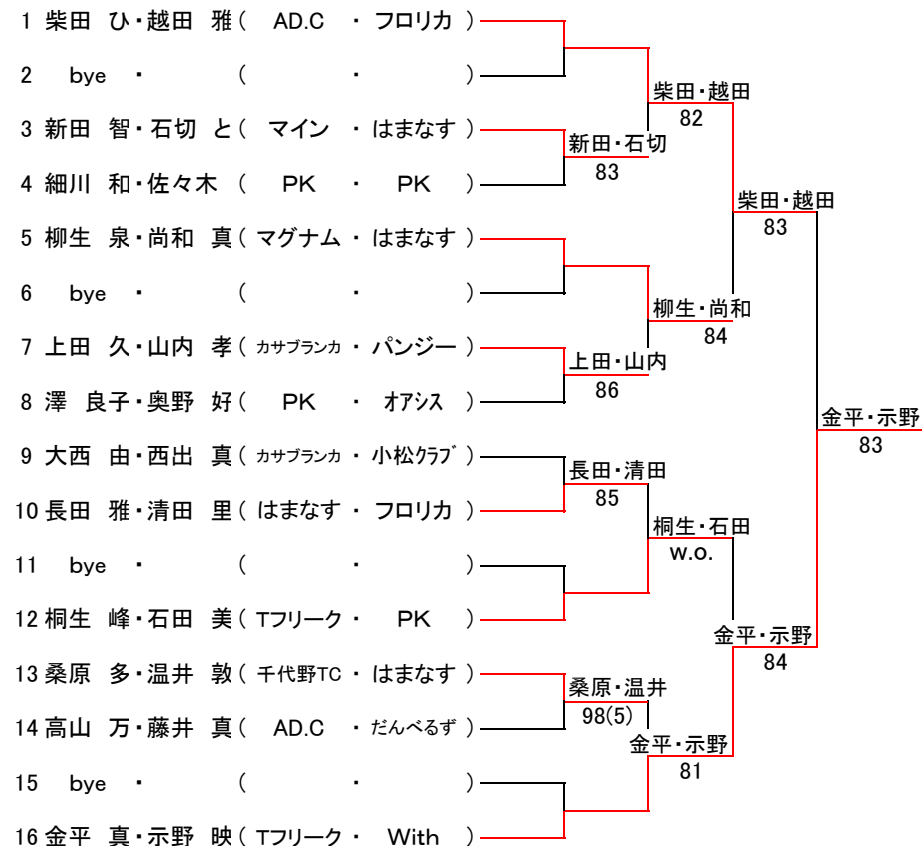 1 柴田 ひ・越田 雅( AD.C ・ フロリカ )
2 bye ・ ( ・ )
柴田・越田
82
3 新田 智・石切 と( マイン ・ はまなす )
新田・石切
83
4 細川 和・佐々木 ( PK ・ PK )
柴田・越田
83
5 柳生 泉・尚和 真( マグナム ・ はまなす )
6 bye ・ ( ・ )
柳生・尚和
84
7 上田 久・山内 孝( カサブランカ ・ パンジー )
上田・山内
86
8 澤 良子・奥野 好( PK ・ オアシス )
金平・示野
83
9 大西 由・西出 真( カサブランカ ・ 小松クラブ )
長田・清田
85
10 長田 雅・清田 里( はまなす ・ フロリカ )
桐生・石田
w.o.
11 bye ・ ( ・ )
12 桐生 峰・石田 美( Tフリーク ・ PK )
金平・示野
84
13 桑原 多・温井 敦( 千代野TC ・ はまなす )
桑原・温井
98(5)
14 高山 万・藤井 真( AD.C ・ だんべるず )
金平・示野
81
15 bye ・ ( ・ )
16 金平 真・示野 映( Tフリーク ・ With )